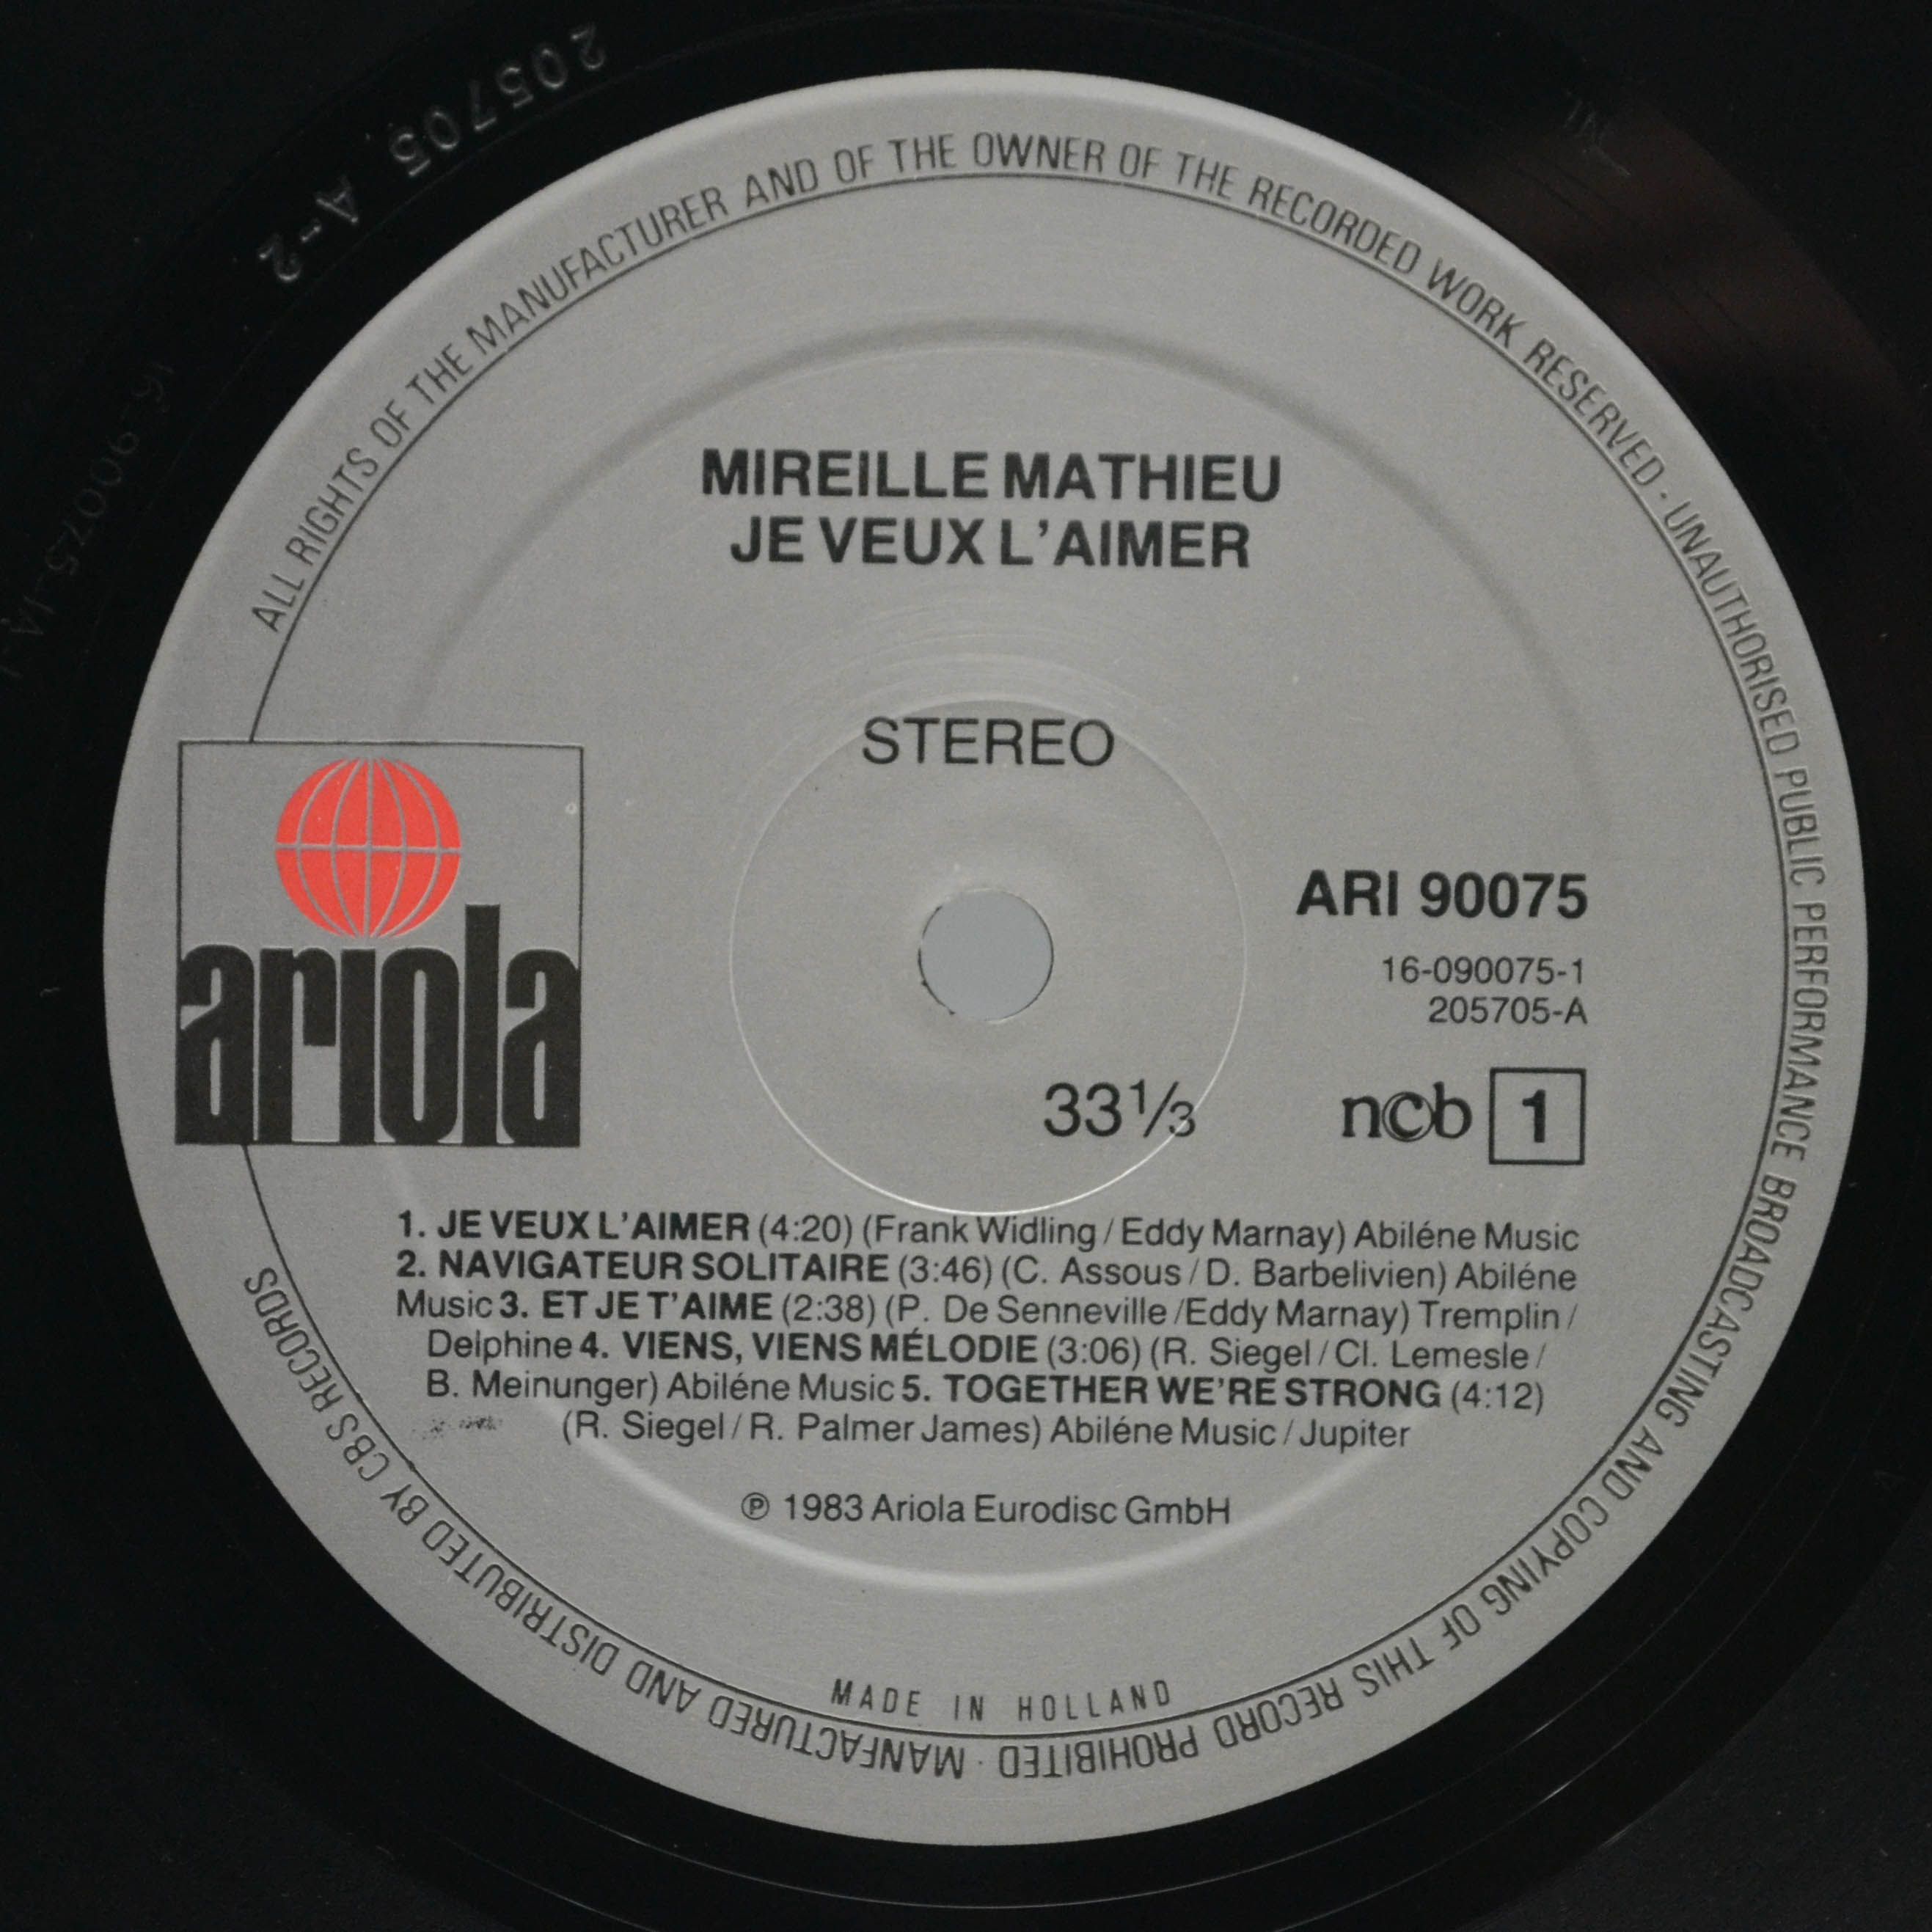 205705 A-2
16-90075-1A-1
ALL RIGHTS OF THE MANUFACTURER AND OF THE OWNER OF THE RECORDED WORK RESERVED · UNAUTHORISED PUBLIC PERFORMANCE BROADCASTING AND COPYING OF THIS RECORD PROHIBITED · MANFACTURED AND DISTRIBUTED BY CBS RECORDS
MIREILLE MATHIEU
JE VEUX L'AIMER
STEREO
ariola
ARI 90075
16-090075-1
205705-A
33⅓
ncb 1
1. JE VEUX L'AIMER (4:20) (Frank Widling / Eddy Marnay) Abiléne Music
2. NAVIGATEUR SOLITAIRE (3:46) (C. Assous / D. Barbelivien) Abiléne
Music 3. ET JE T'AIME (2:38) (P. De Senneville / Eddy Marnay) Tremplin /
Delphine 4. VIENS, VIENS MÉLODIE (3:06) (R. Siegel / Cl. Lemesle /
B. Meinunger) Abiléne Music 5. TOGETHER WE'RE STRONG (4:12)
(R. Siegel / R. Palmer James) Abiléne Music / Jupiter
℗ 1983 Ariola Eurodisc GmbH
MADE IN HOLLAND